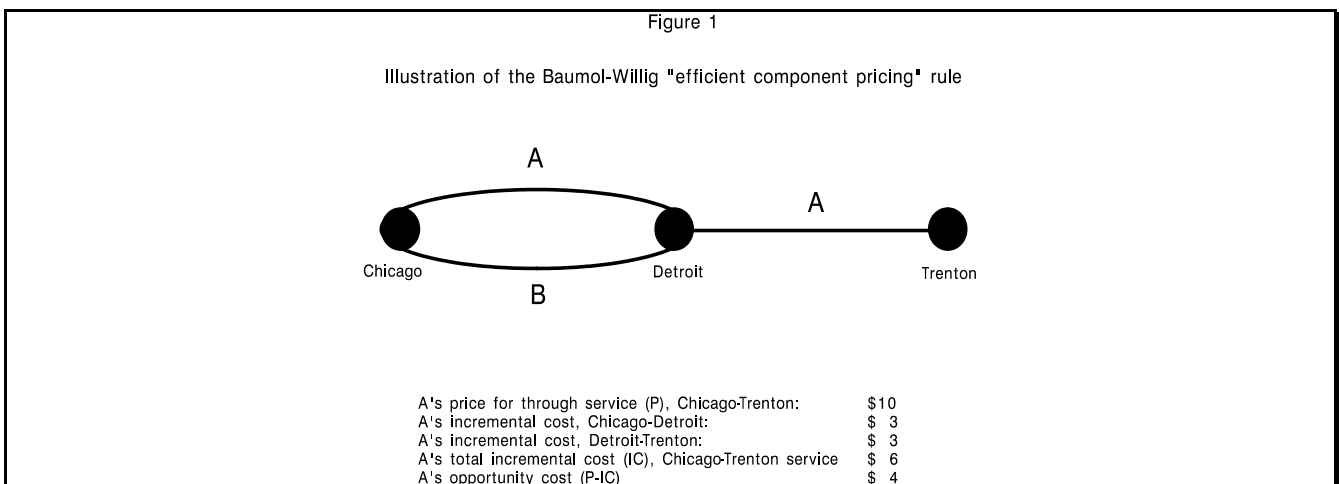 Figure 1
Illustration of the Baumol-Willig "efficient component pricing" rule
A
A
Chicago
Detroit
Trenton
B
A's price for through service (P), Chicago-Trenton: $10
A's incremental cost, Chicago-Detroit: $ 3
A's incremental cost, Detroit-Trenton: $ 3
A's total incremental cost (IC), Chicago-Trenton service $ 6
A's opportunity cost (P-IC) $ 4